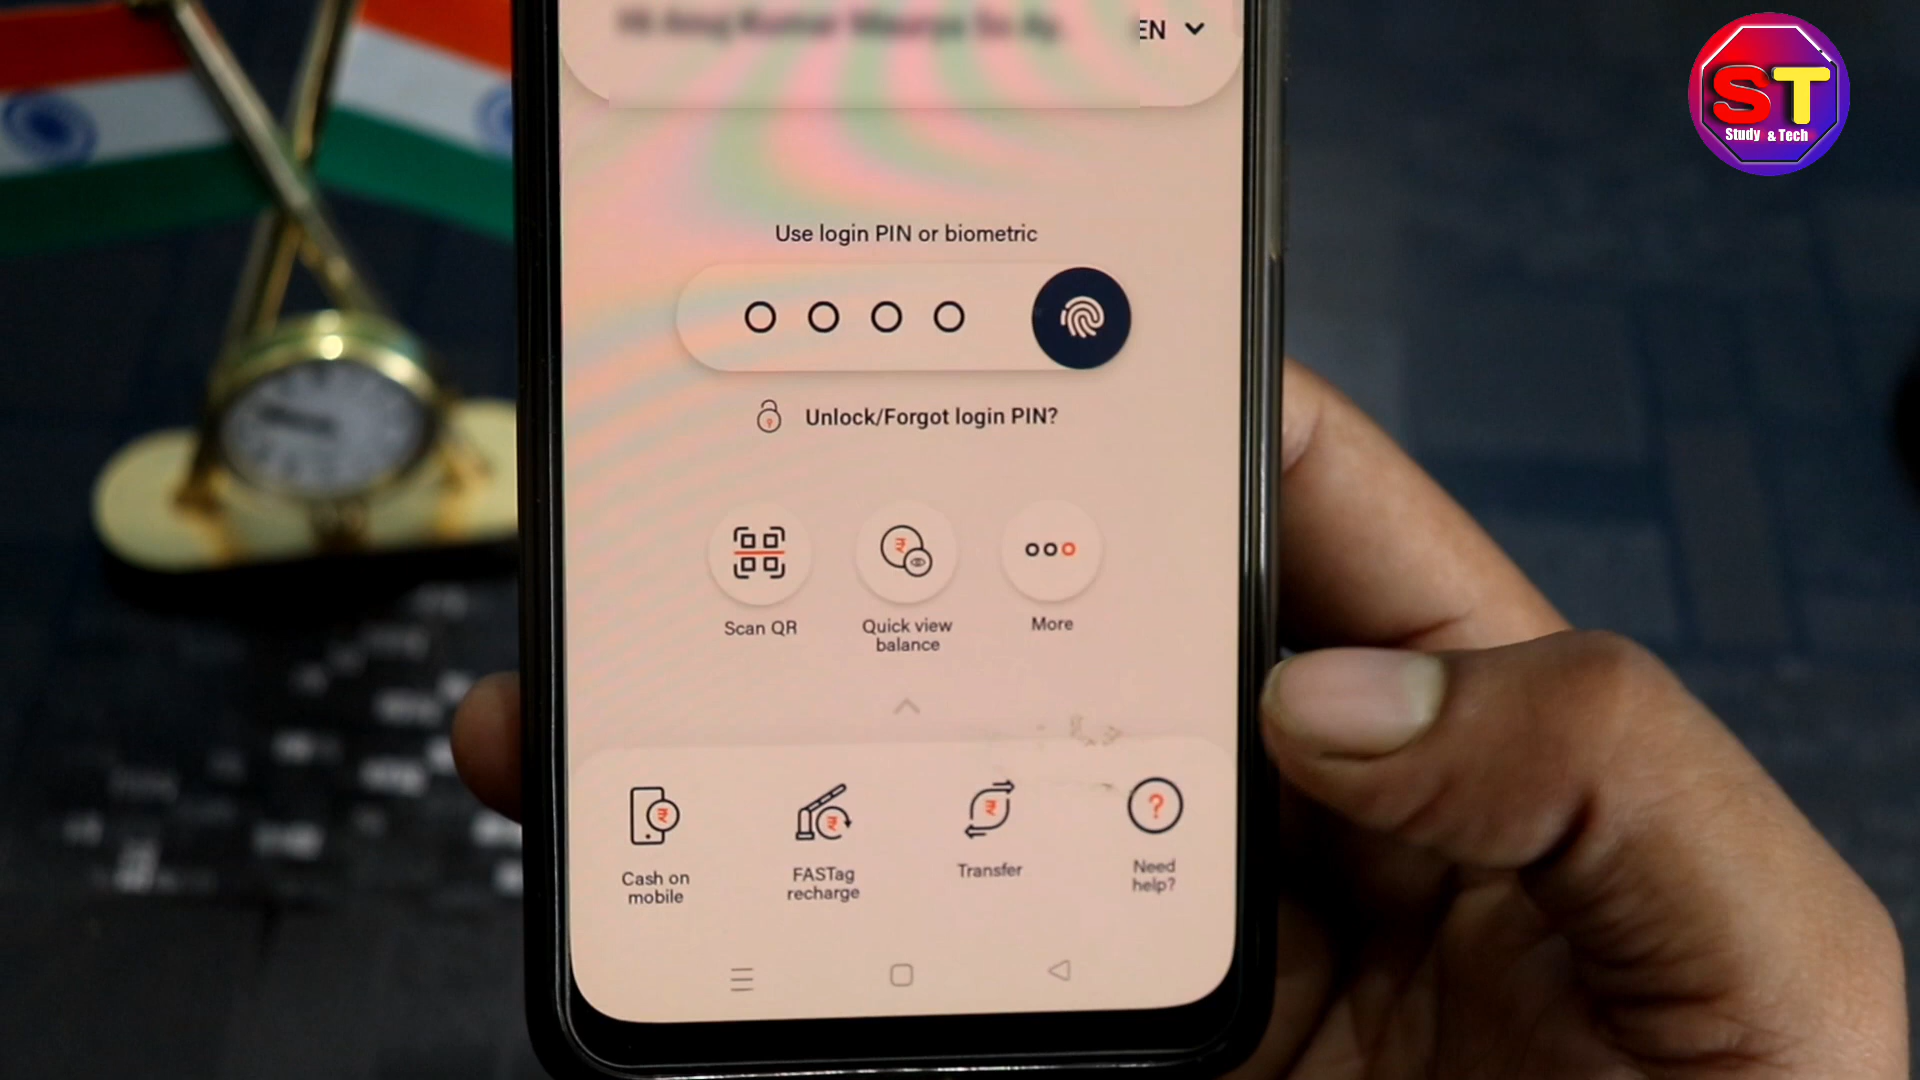 EN
ST
Study & Tech
Use login PIN or biometric
Unlock/Forgot login PIN?
Scan QR
Quick view
balance
More
Cash on
mobile
FASTag
recharge
Transfer
Need
help?